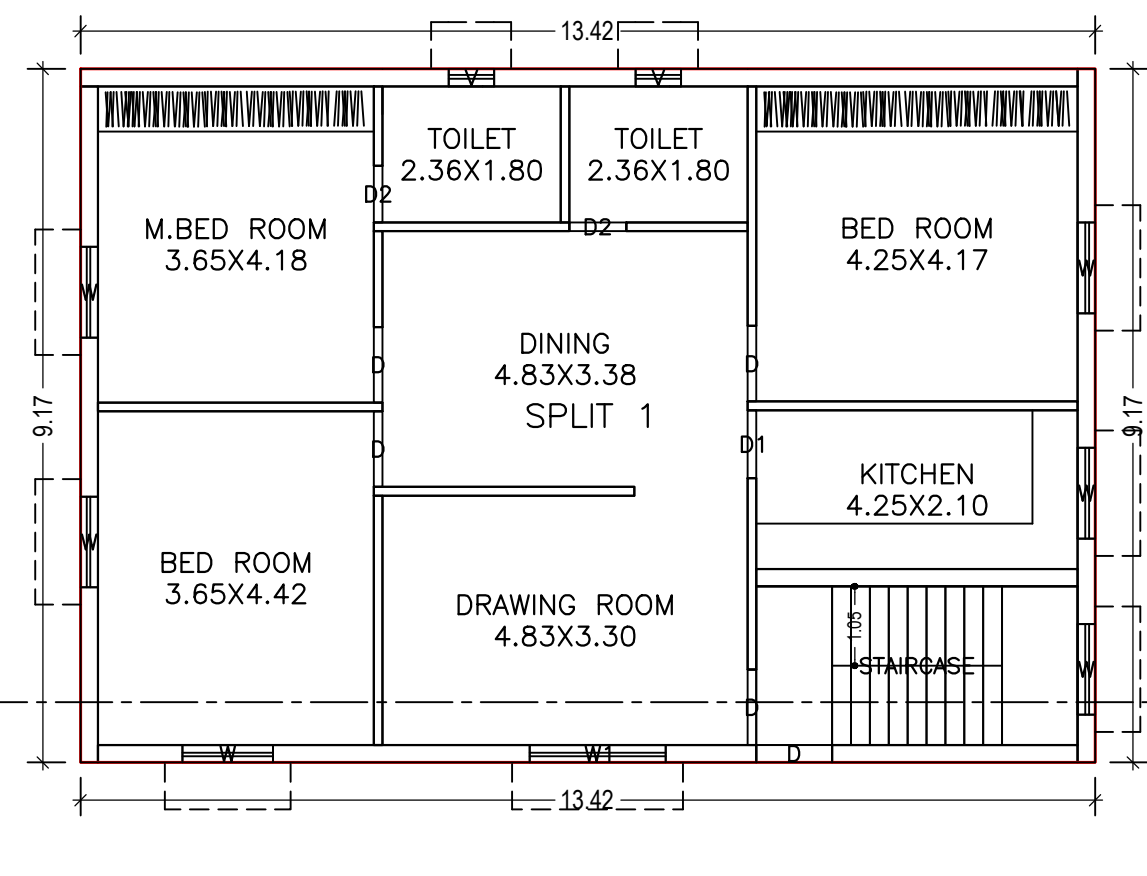 13.42
V
V
TOILET
2.36X1.80
TOILET
2.36X1.80
D2
D2
M.BED ROOM
3.65X4.18
BED ROOM
4.25X4.17
W
W
DINING
4.83X3.38
D
D
SPLIT 1
9.17
9.17
D
D1
KITCHEN
4.25X2.10
W
W
BED ROOM
3.65X4.42
DRAWING ROOM
4.83X3.30
1.05
STAIRCASE
W
D
W
W1
D
13.42